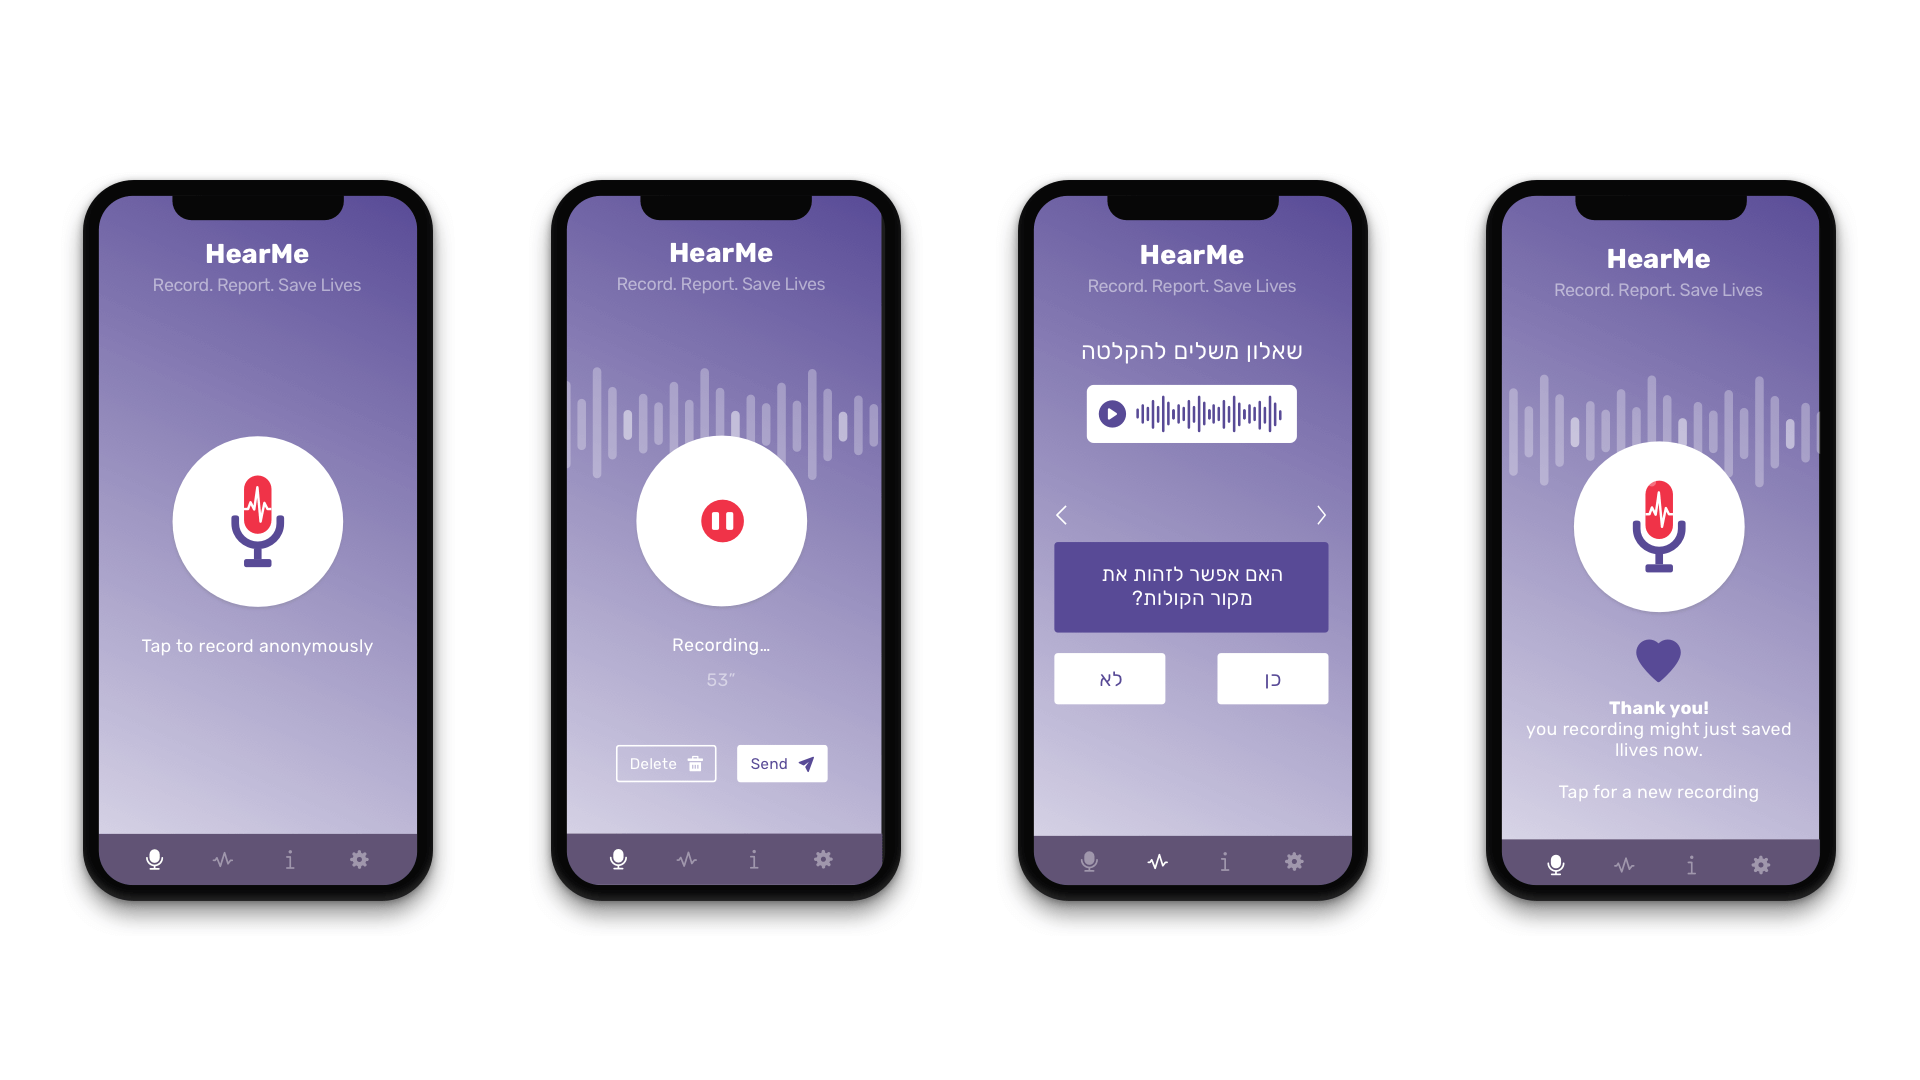 HearMe
Record. Report. Save Lives
Tap to record anonymously
HearMe
Record. Report. Save Lives
Recording...
53”
Delete
Send
HearMe
Record. Report. Save Lives
שאלון משלים להקלטה
האם אפשר לזהות את
מקור הקולות?
כן
לא
HearMe
Record. Report. Save Lives
Thank you!
you recording might just saved
llives now.
Tap for a new recording